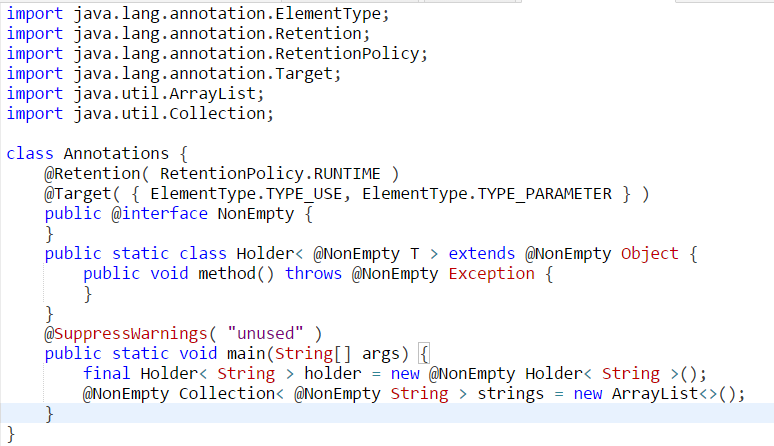 import java.lang.annotation.ElementType;
import java.lang.annotation.Retention;
import java.lang.annotation.RetentionPolicy;
import java.lang.annotation.Target;
import java.util.ArrayList;
import java.util.Collection;

class Annotations {
    @Retention( RetentionPolicy.RUNTIME )
    @Target( { ElementType.TYPE_USE, ElementType.TYPE_PARAMETER } )
    public @interface NonEmpty {
    }
    public static class Holder< @NonEmpty T > extends @NonEmpty Object {
        public void method() throws @NonEmpty Exception {
        }
    }
    @SuppressWarnings( "unused" )
    public static void main(String[] args) {
        final Holder< String > holder = new @NonEmpty Holder< String >();
        @NonEmpty Collection< @NonEmpty String > strings = new ArrayList<>();
    }
}